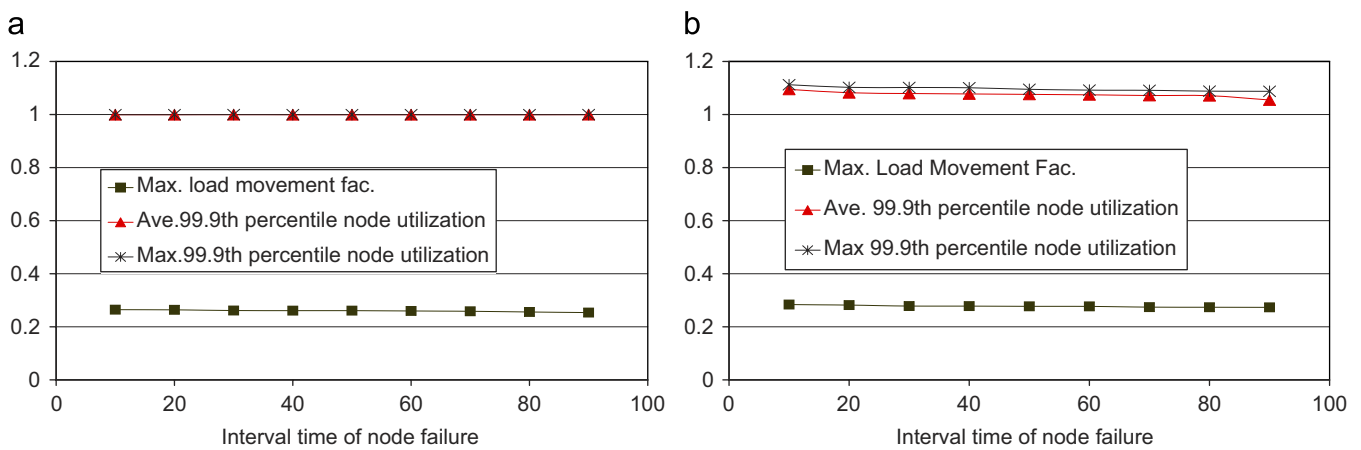 a
1.2
1
0.8
0.6
0.4
0.2
0
Max. load movement fac.
Ave.99.9th percentile node utilization
Max.99.9th percentile node utilization
0 20 40 60 80 100
Interval time of node failure
b
1.2
1
0.8
0.6
0.4
0.2
0
Max. Load Movement Fac.
Ave. 99.9th percentile node utilization
Max 99.9th percentile node utilization
0 20 40 60 80 100
Interval time of node failure